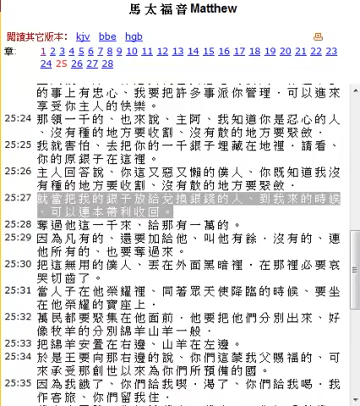 馬太福音 Matthew
閱讀其它版本: kjv bbe hgb
章: 1 2 3 4 5 6 7 8 9 10 11 12 13 14 15 16 17 18 19 20 21 22 23
24 25 26 27 28
的事上有忠心、我要把許多事派你管理．可以進來
享受你主人的快樂。
25:24 那領一千的、也來說、主阿、我知道你是忍心的人
、沒有種的地方要收割、沒有散的地方要聚斂．
25:25 我就害怕、去把你的一千銀子埋藏在地裡．請看、
你的原銀子在這裡。
25:26 主人回答說、你這又惡又懶的僕人、你既知道我沒
有種的地方要收割、沒有散的地方要聚斂．
25:27 就當把我的銀子放給兌換銀錢的人、到我來的時候
、可以連本帶利收回。
25:28 奪過他這一千來、給那有一萬的。
25:29 因為凡有的、還要加給他、叫他有餘．沒有的、連
他所有的、也要奪過來。
25:30 把這無用的僕人、丟在外面黑暗裡．在那裡必要哀
哭切齒了。
25:31 當人子在他榮耀裡、同著眾天使降臨的時候、要坐
在他榮耀的寶座上．
25:32 萬民都要聚集在他面前．他要把他們分別出來、好
像牧羊的分別綿羊山羊一般．
25:33 把綿羊安置在右邊、山羊在左邊。
25:34 於是王要向那右邊的說、你們這蒙我父賜福的、可
來承受那創世以來為你們所預備的國。
25:35 因為我餓了、你們給我喫．渴了、你們給我喝．我
作客旅、你們留我住．